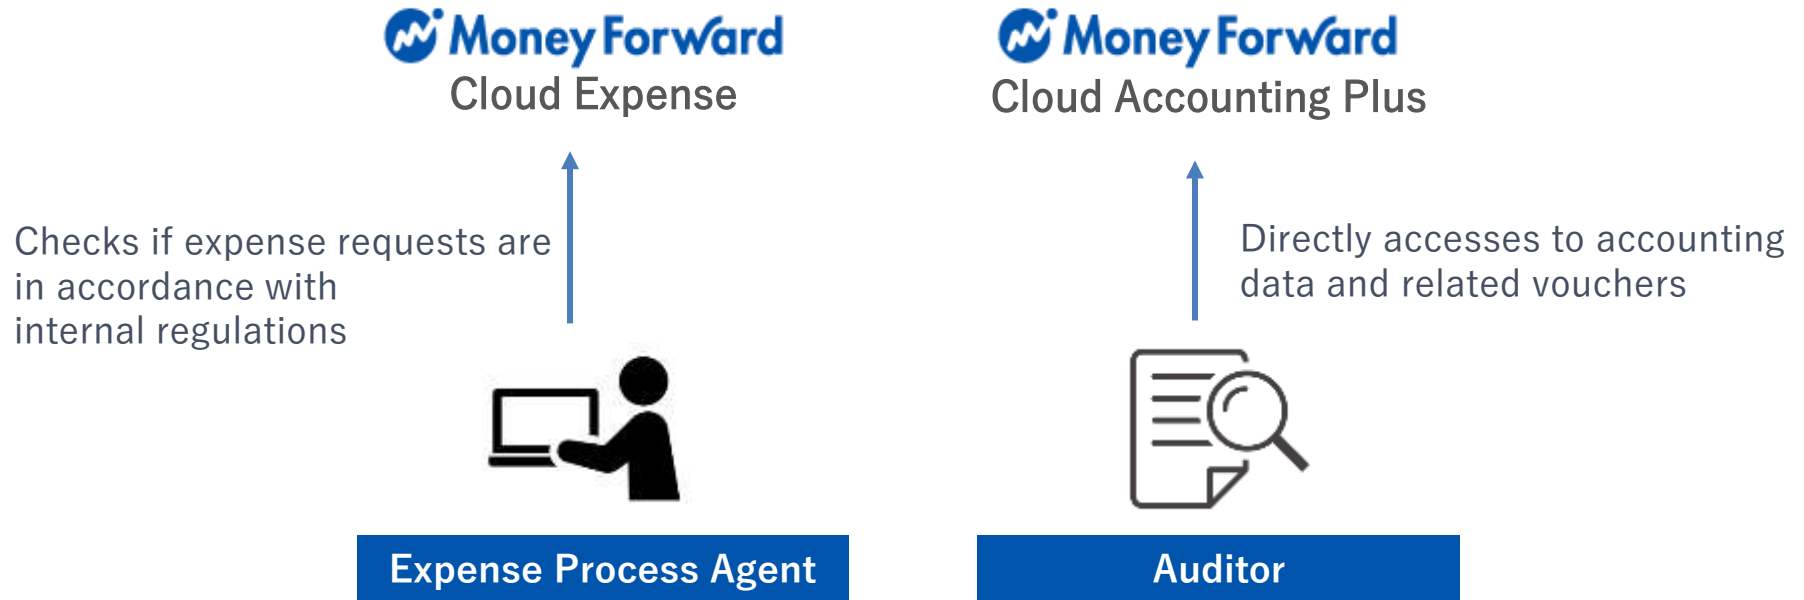 Money Forward
Cloud Expense
Money Forward
Cloud Accounting Plus
Checks if expense requests are
in accordance with
internal regulations
Directly accesses to accounting
data and related vouchers
Expense Process Agent
Auditor